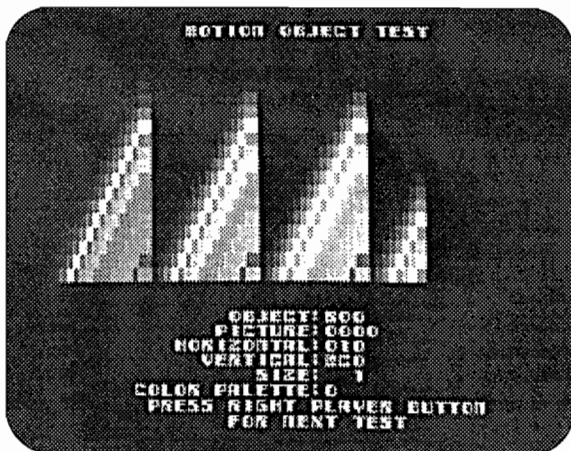 MOTION OBJECT TEST
OBJECT:
PICTURE:0000
HORIZONTAL:010
VERTICAL:
SIZE: 1
COLOR PALETTE:0
PRESS RIGHT PLAYER BUTTON
FOR NEXT TEST